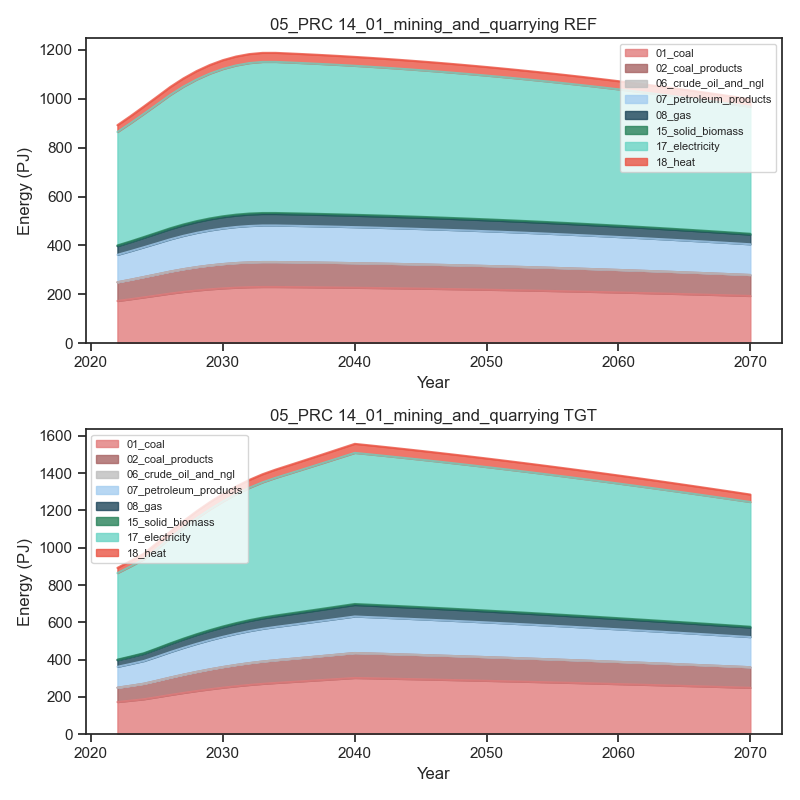 05_PRC 14_01_mining_and_quarrying REF
1200
1000
800
600
400
200
0
Energy (PJ)
01_coal
02_coal_products
06_crude_oil_and_ngl
07_petroleum_products
08_gas
15_solid_biomass
17_electricity
18_heat
2020 2030 2040 2050 2060 2070
Year
05_PRC 14_01_mining_and_quarrying TGT
1600
1400
1200
1000
800
600
400
200
0
Energy (PJ)
01_coal
02_coal_products
06_crude_oil_and_ngl
07_petroleum_products
08_gas
15_solid_biomass
17_electricity
18_heat
2020 2030 2040 2050 2060 2070
Year